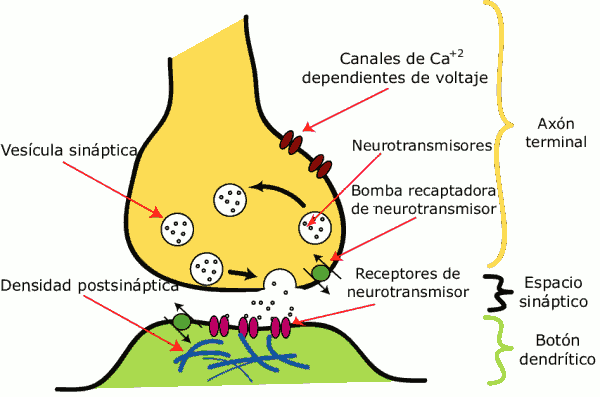 Canales de Ca+2
dependientes de voltaje
Axón
terminal
Vesícula sináptica
Neurotransmisores
Bomba recaptadora
de neurotransmisor
Densidad postsináptica
Receptores de
neurotransmisor
Espacio
sináptico
Botón
dendrítico